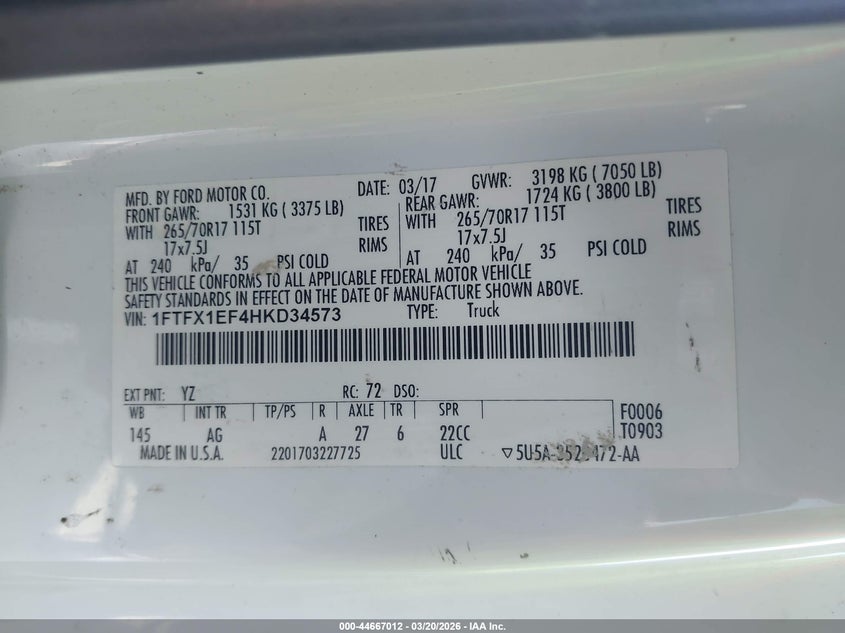 MFD. BY FORD MOTOR CO. DATE: 03/17 GVWR: 3198 KG ( 7050 LB)
FRONT GAWR: 1531 KG ( 3375 LB) REAR GAWR: 1724 KG ( 3800 LB)
WITH 265/70R17 115T TIRES WITH 265/70R17 115T TIRES
17x7.5J RIMS 17x7.5J RIMS
AT 240 kPa/ 35 PSI COLD AT 240 kPa/ 35 PSI COLD
THIS VEHICLE CONFORMS TO ALL APPLICABLE FEDERAL MOTOR VEHICLE
SAFETY STANDARDS IN EFFECT ON THE DATE OF MANUFACTURE SHOWN ABOVE.
VIN: 1FTFX1EF4HKD34573 TYPE: Truck
EXT PNT: YZ RC: 72 DSO:
WB INT TR TP/PS R AXLE TR SPR F0006
145 AG A 27 6 22CC T0903
MADE IN U.S.A. 2201703227725 ULC
000-44667012 - 03/20/2026 - IAA Inc.